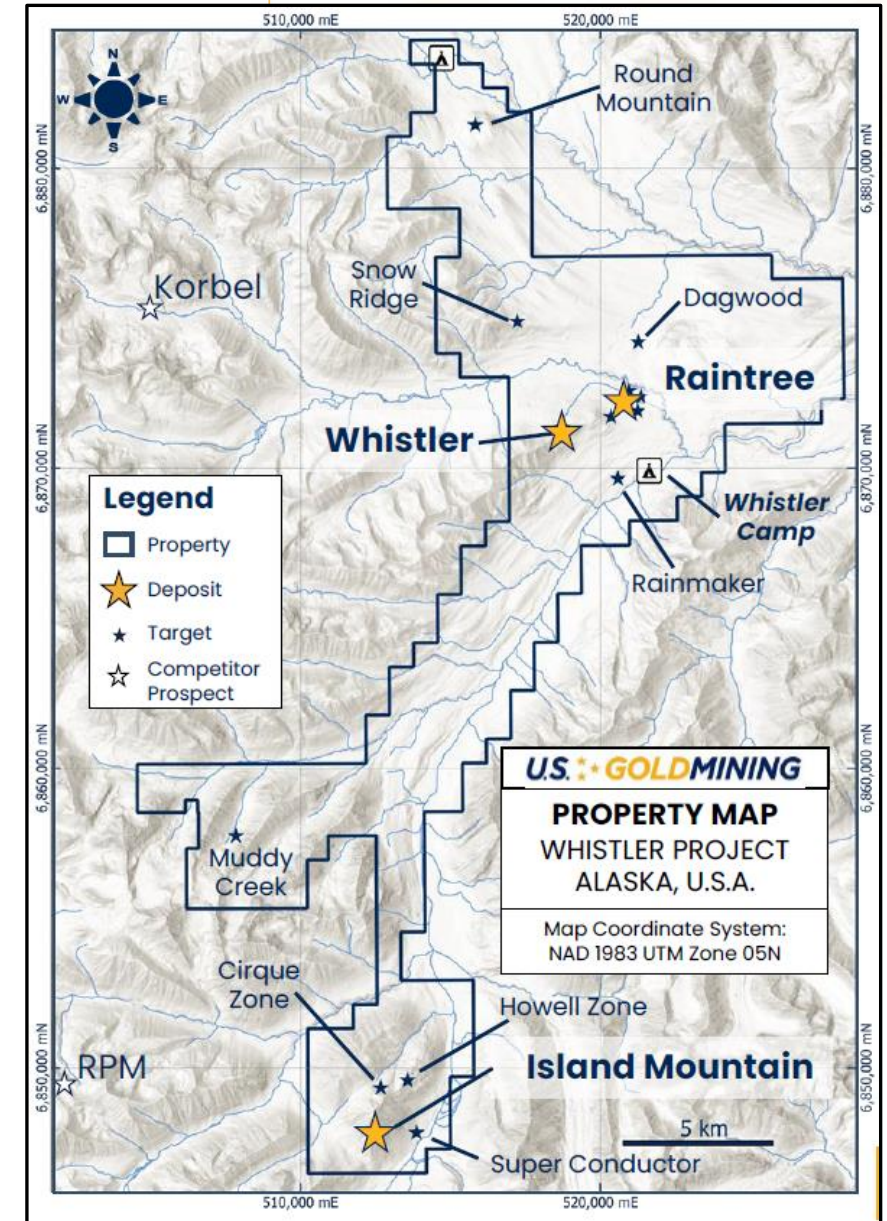 510,000 mE
520,000 mE
N
W
E
S
Round
Mountain
6,880,000 mN
6,880,000 mN
Snow
Ridge
Korbel
Dagwood
Raintree
Whistler
6,870,000 mN
6,870,000 mN
Legend
Property
Deposit
Target
Competitor
Prospect
Whistler
Camp
Rainmaker
6,860,000 mN
6,860,000 mN
U.S. GOLDMINING
PROPERTY MAP
WHISTLER PROJECT
ALASKA, U.S.A.
Map Coordinate System:
NAD 1983 UTM Zone 05N
Muddy
Creek
Cirque
Zone
Howell Zone
RPM
Island Mountain
6,850,000 mN
6,850,000 mN
5 km
Super Conductor
510,000 mE
520,000 mE